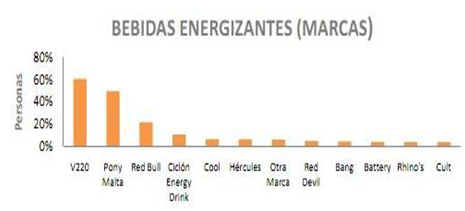 BEBIDAS ENERGIZANTES (MARCAS)
Personas
80%
60%
40%
20%
0%
V220 Pony Malta Red Bull Ciclón Energy Drink Cool Hércules Otra Marca Red Devil Bang Battery Rhino's Cult